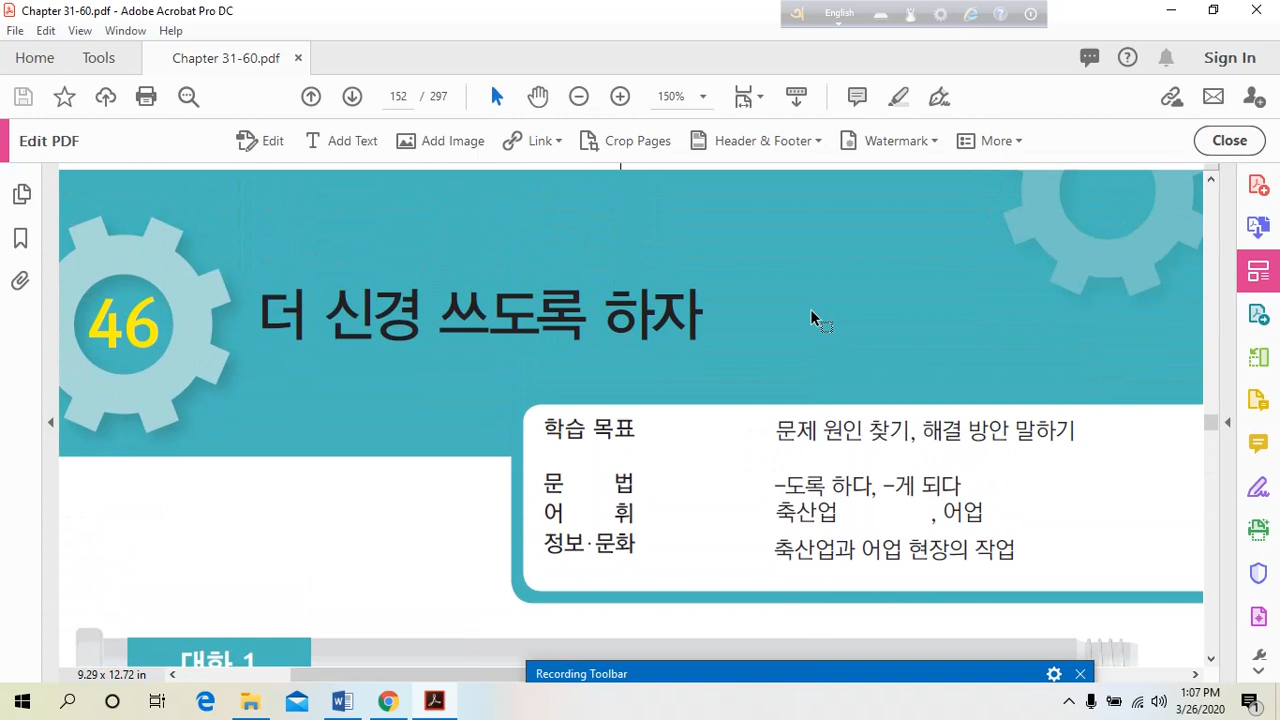 Chapter 31-60.pdf - Adobe Acrobat Pro DC
অ English
File Edit View Window Help
Home Tools Chapter 31-60.pdf × Sign In
152 / 297 150%
Edit PDF Edit Add Text Add Image Link Crop Pages Header & Footer Watermark More Close
46 더 신경 쓰도록 하자
학습 목표 문제 원인 찾기, 해결 방안 말하기
문 법 -도록 하다, -게 되다
어 휘 축산업 , 어업
정보·문화 축산업과 어업 현장의 작업
대화 1
9.29 x 12.72 in
Recording Toolbar
1:07 PM
3/26/2020
1